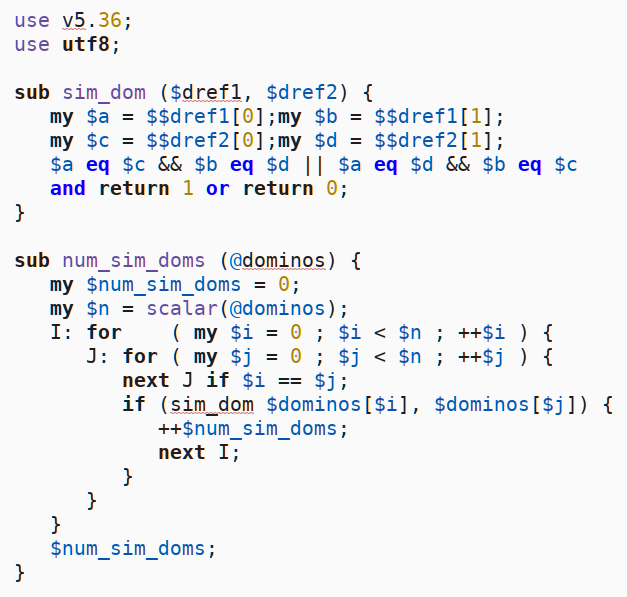 use v5.36;
use utf8;

sub sim_dom ($dref1, $dref2) {
   my $a = $$dref1[0];my $b = $$dref1[1];
   my $c = $$dref2[0];my $d = $$dref2[1];
   $a eq $c && $b eq $d || $a eq $d && $b eq $c
   and return 1 or return 0;
}

sub num_sim_doms (@dominos) {
   my $num_sim_doms = 0;
   my $n = scalar(@dominos);
   I: for    ( my $i = 0 ; $i < $n ; ++$i ) {
      J: for ( my $j = 0 ; $j < $n ; ++$j ) {
         next J if $i == $j;
         if (sim_dom $dominos[$i], $dominos[$j]) {
            ++$num_sim_doms;
            next I;
         }
      }
   }
   $num_sim_doms;
}